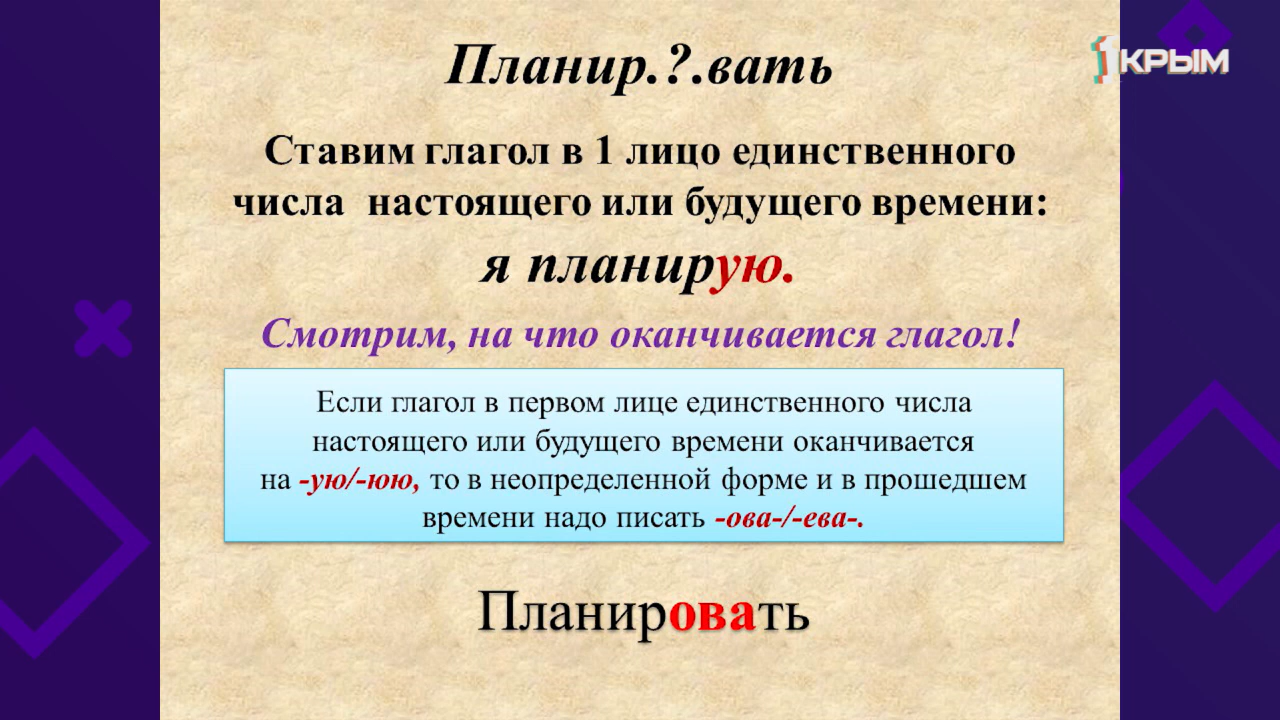 Планир.?.вать
1КРЫМ
Ставим глагол в 1 лицо единственного
числа настоящего или будущего времени:
я планирую.
Смотрим, на что оканчивается глагол!
Если глагол в первом лице единственного числа
настоящего или будущего времени оканчивается
на -ую/-юю, то в неопределенной форме и в прошедшем
времени надо писать -ова-/-ева-.
Планировать